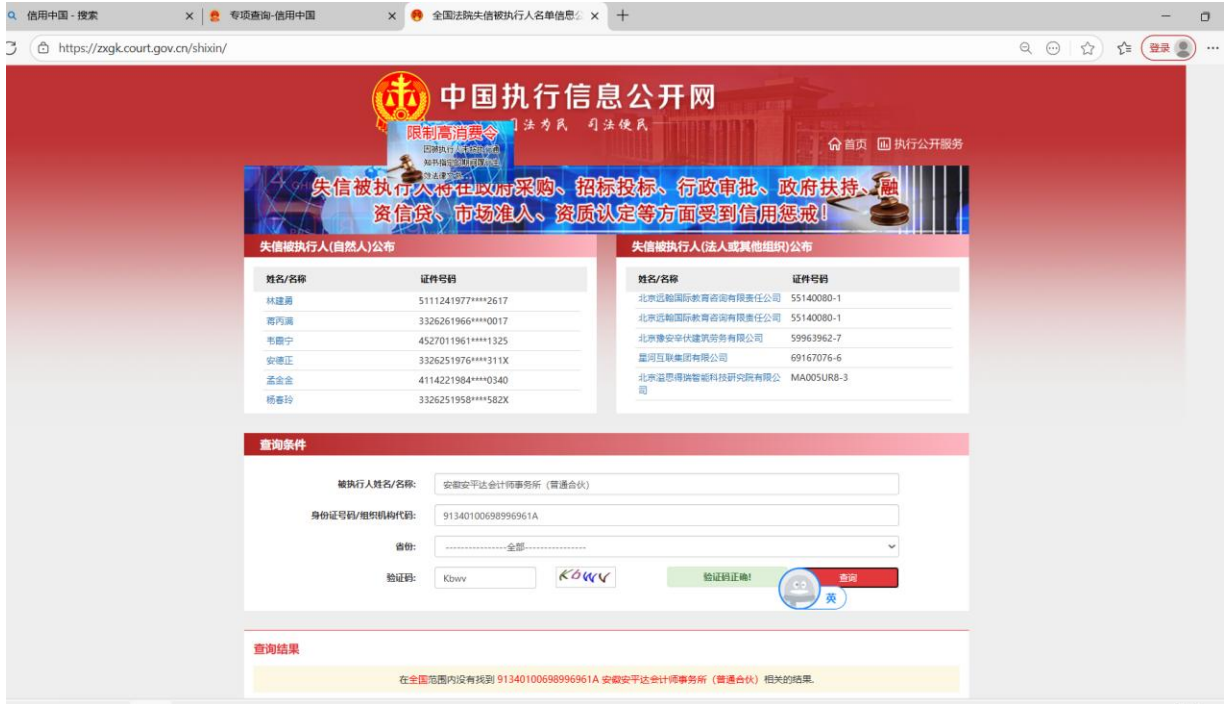 信用中国 - 搜索
专项查询-信用中国
全国法院失信被执行人名单信息公
https://zxgk.court.gov.cn/shixin/
登录
中国执行信息公开网
司法为民 司法便民
限制高消费令
首页 执行公开服务
失信被执行人将在政府采购、招标投标、行政审批、政府扶持、融
资信贷、市场准入、资质认定等方面受到信用惩戒!
失信被执行人(自然人)公布
姓名/名称 证件号码
林建勇 5111241977****2617
蒋丙满 3326261966****0017
韦霞宁 4527011961****1325
安德正 3326251976****311X
孟金金 4114221984****0340
杨春玲 3326251958****582X
失信被执行人(法人或其他组织)公布
姓名/名称 证件号码
北京远翰国际教育咨询有限责任公司 55140080-1
北京远翰国际教育咨询有限责任公司 55140080-1
北京豫安辛伏建筑劳务有限公司 59963962-7
星河互联集团有限公司 69167076-6
北京溢思得瑞智能科技研究院有限公 MA005UR8-3
司
查询条件
被执行人姓名/名称: 安徽安平达会计师事务所(普通合伙)
身份证号码/组织机构代码: 91340100698996961A
省份: ----------------全部----------------
验证码: Kbwv Kbwv 验证码正确! 查询
英
查询结果
在全国范围内没有找到 91340100698996961A 安徽安平达会计师事务所(普通合伙) 相关的结果.